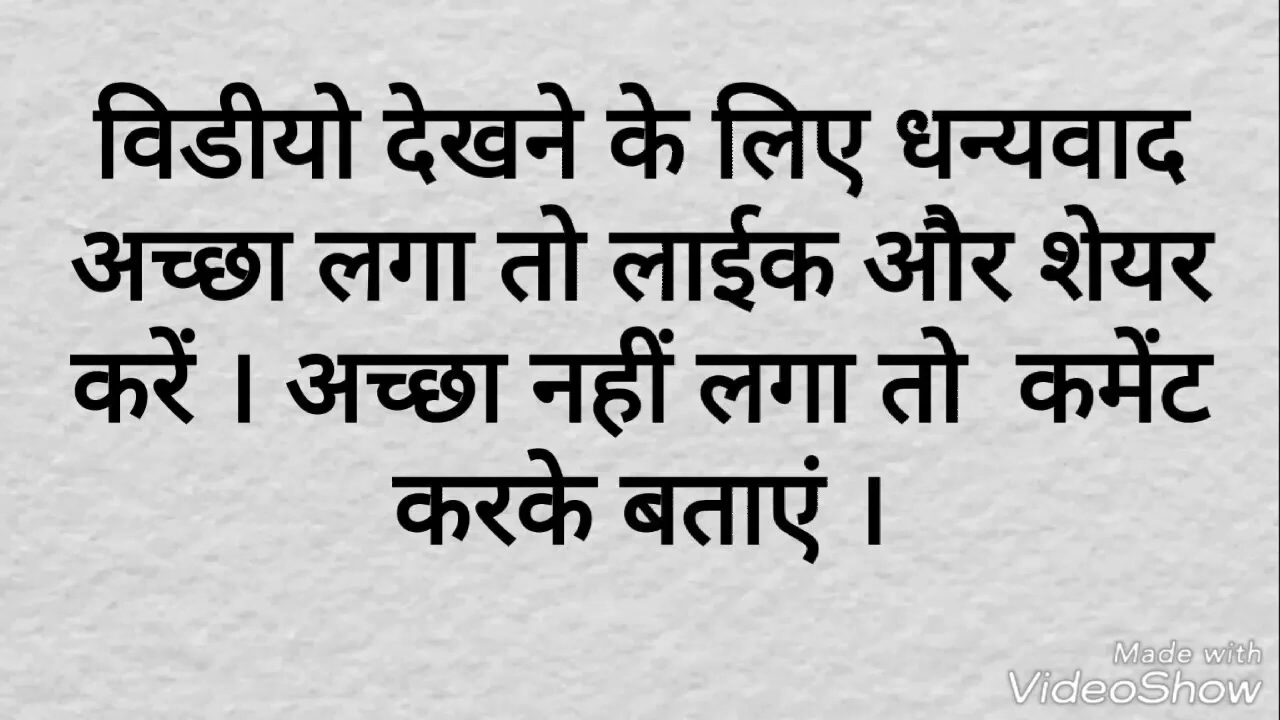 विडीयो देखने के लिए धन्यवाद
अच्छा लगा तो लाईक और शेयर
करें । अच्छा नहीं लगा तो कमेंट
करके बताएं ।
Made with
VideoShow